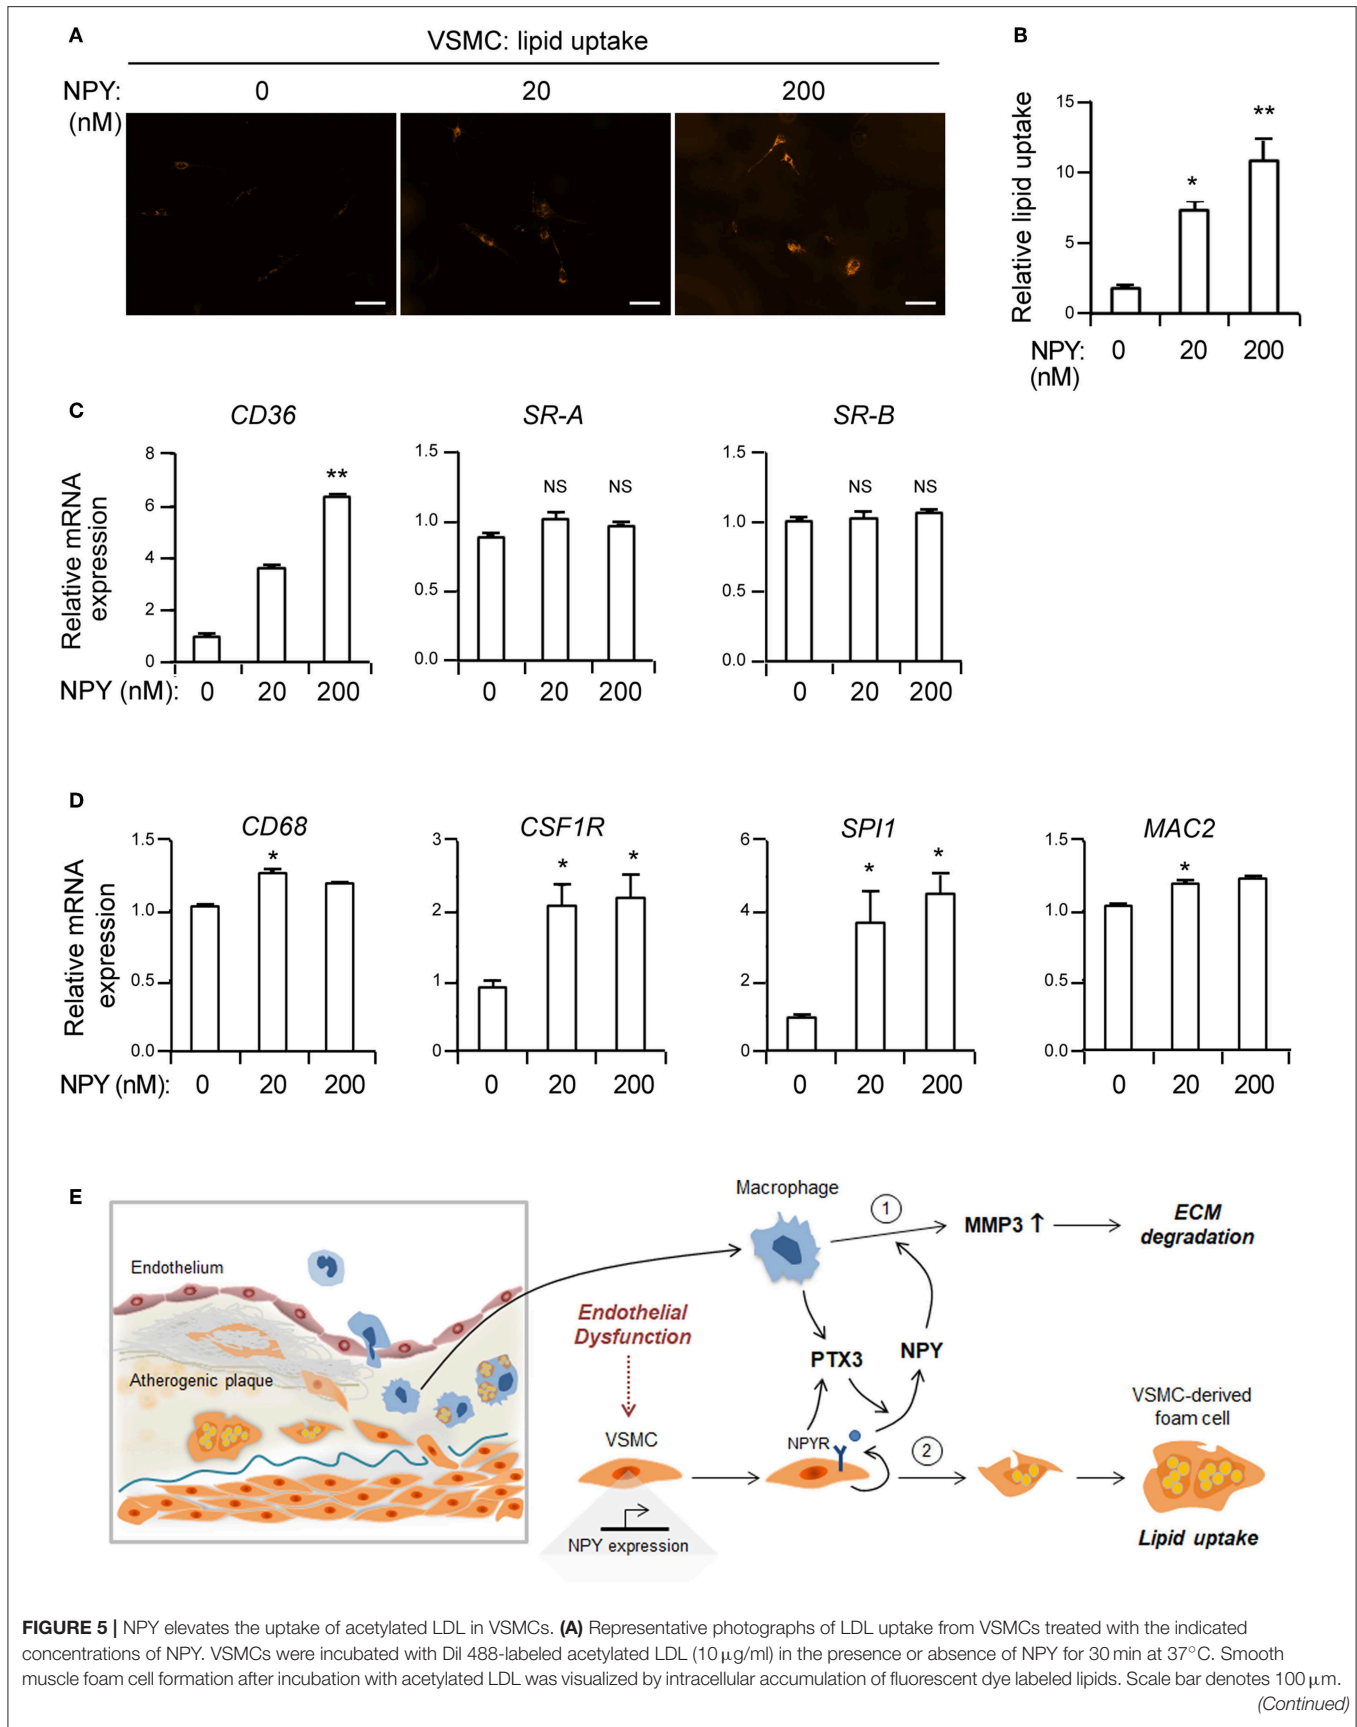 A
VSMC: lipid uptake
NPY: 0 20 200
(nM)
B
Relative lipid uptake
15
10
5
0
*
**
NPY: 0 20 200
(nM)
C
CD36
Relative mRNA
expression
8
6
4
2
0
**
SR-A
1.5
1.0
0.5
0.0
NS NS
SR-B
1.5
1.0
0.5
0.0
NS NS
NPY (nM): 0 20 200 0 20 200 0 20 200
D
CD68
Relative mRNA
expression
1.5
1.0
0.5
0.0
*
CSF1R
3
2
1
0
* *
SPI1
6
4
2
0
* *
MAC2
1.5
1.0
0.5
0.0
*
NPY (nM): 0 20 200 0 20 200 0 20 200 0 20 200
E
Endothelium
Atherogenic plaque
Macrophage
1
MMP3 ↑
ECM
degradation
Endothelial
Dysfunction
PTX3
NPY
VSMC
NPYR
2
VSMC-derived
foam cell
NPY expression
Lipid uptake
FIGURE 5 | NPY elevates the uptake of acetylated LDL in VSMCs. (A) Representative photographs of LDL uptake from VSMCs treated with the indicated
concentrations of NPY. VSMCs were incubated with Dil 488-labeled acetylated LDL (10 μg/ml) in the presence or absence of NPY for 30 min at 37°C. Smooth
muscle foam cell formation after incubation with acetylated LDL was visualized by intracellular accumulation of fluorescent dye labeled lipids. Scale bar denotes 100 μm.
(Continued)